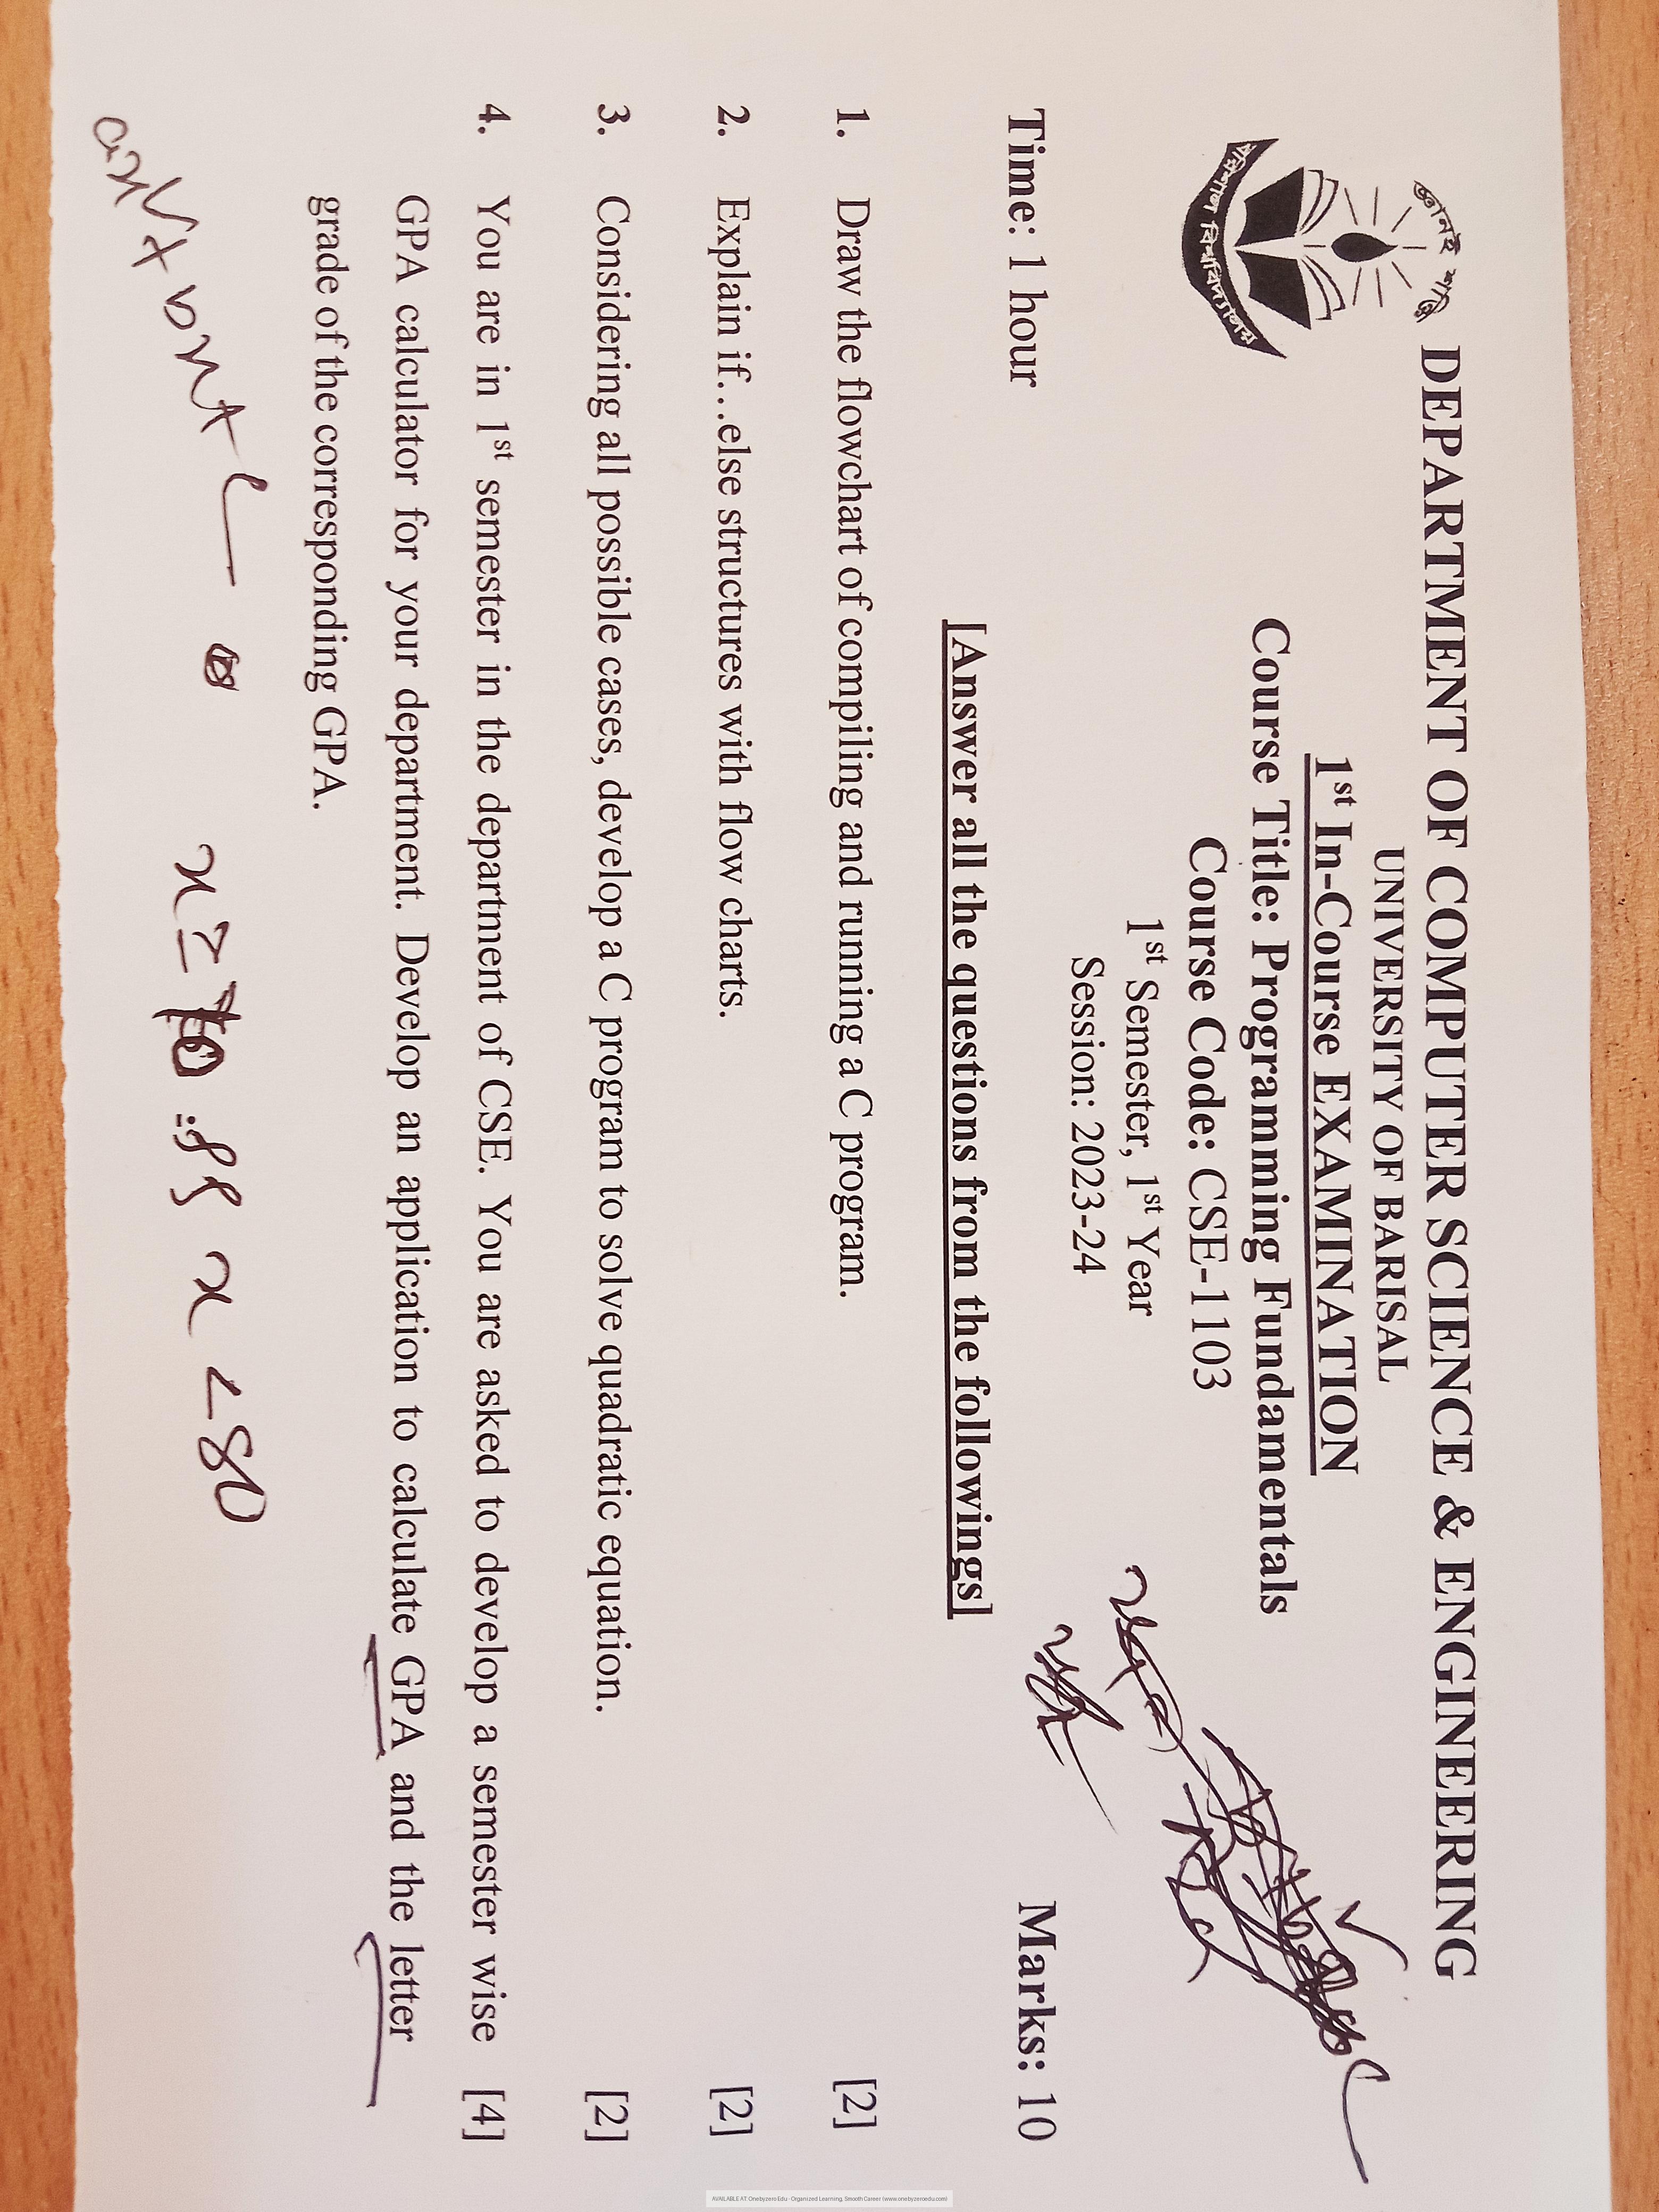 জ্ঞানই শক্তি
বরিশাল বিশ্ববিদ্যালয়
DEPARTMENT OF COMPUTER SCIENCE & ENGINEERING
UNIVERSITY OF BARISAL
1st In-Course EXAMINATION
Course Title: Programming Fundamentals
Course Code: CSE-1103
1st Semester, 1st Year
Session: 2023-24
Time: 1 hour Marks: 10
[Answer all the questions from the followings]
1. Draw the flowchart of compiling and running a C program. [2]
2. Explain if…else structures with flow charts. [2]
3. Considering all possible cases, develop a C program to solve quadratic equation. [2]
4. You are in 1st semester in the department of CSE. You are asked to develop a semester wise [4]
GPA calculator for your department. Develop an application to calculate GPA and the letter
grade of the corresponding GPA.
x < 80
AVAILABLE AT Onebyzero Edu - Organized Learning, Smooth Career (www.onebyzeroedu.com)